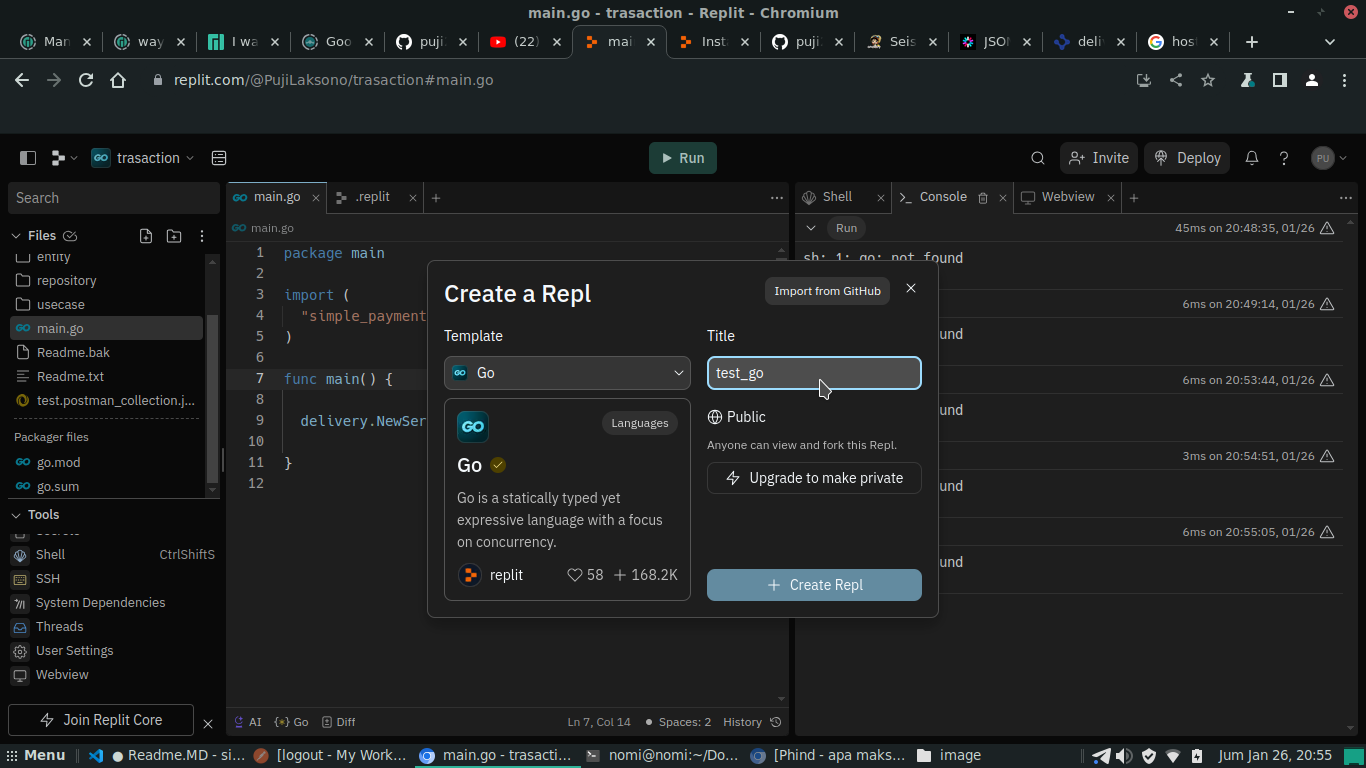 main.go - trasaction - Replit - Chromium
Man
way
I wa
Goo
puji.
(22)
mai
Inst
puji.
Seis
JSO
deli
host
replit.com/@PujiLaksono/trasaction#main.go
GO trasaction
Run
Invite
Deploy
PU
Search
Files
entity
repository
usecase
main.go
Readme.bak
Readme.txt
test.postman_collection.j...
Packager files
go.mod
go.sum
Tools
Shell CtrlShiftS
SSH
System Dependencies
Threads
User Settings
Webview
Join Replit Core
main.go
.replit
main.go
1 package main
2
3 import (
4 "simple_payment
5 )
6
7 func main() {
8
9 delivery.NewSer
10
11 }
12
AI
Go
Diff
Ln 7, Col 14
Spaces: 2
History
Shell
Console
Webview
Run
45ms on 20:48:35, 01/26
sh: 1: go: not found
6ms on 20:49:14, 01/26
und
6ms on 20:53:44, 01/26
und
3ms on 20:54:51, 01/26
und
6ms on 20:55:05, 01/26
und
Create a Repl
Import from GitHub
Template
GO Go
GO
Languages
Go
Go is a statically typed yet
expressive language with a focus
on concurrency.
replit
58
168.2K
Title
test_go
Public
Anyone can view and fork this Repl.
Upgrade to make private
Create Repl
Menu
Readme.MD - si...
[logout - My Work...
main.go - trasacti...
nomi@nomi:~/Do...
[Phind - apa maks...
image
Jum Jan 26, 20:55